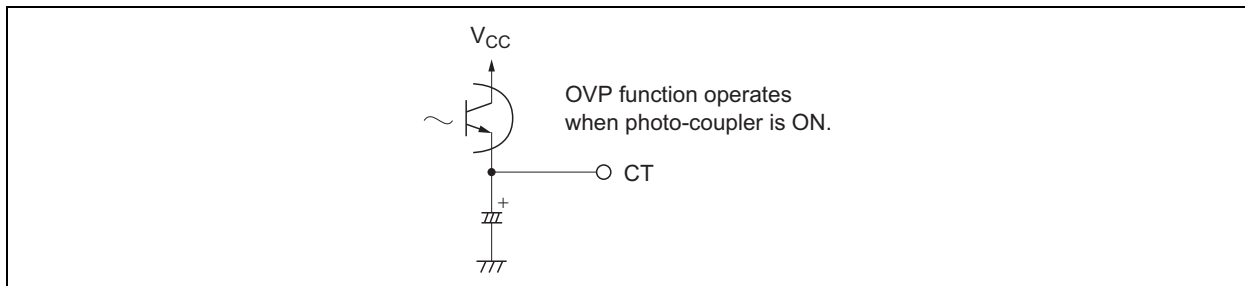 VCC
OVP function operates
when photo-coupler is ON.
CT
+